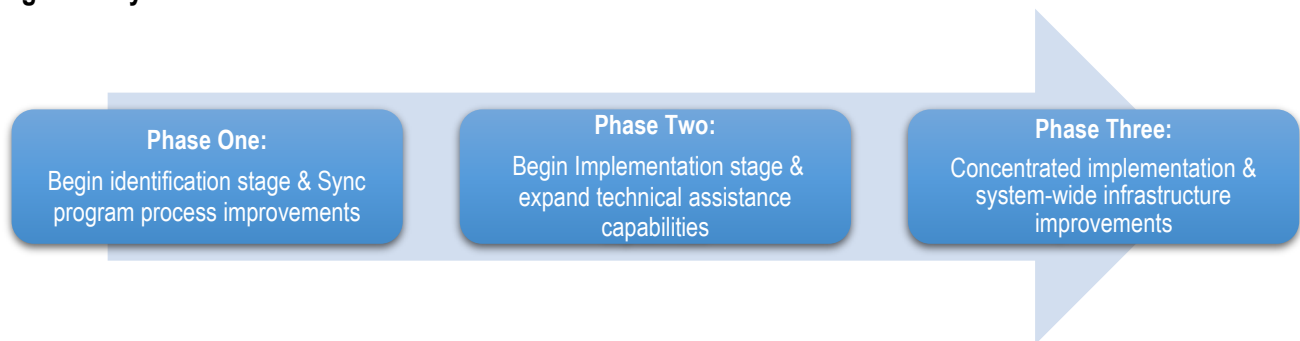 Phase One:
Begin identification stage & Sync
program process improvements
Phase Two:
Begin Implementation stage &
expand technical assistance
capabilities
Phase Three:
Concentrated implementation &
system-wide infrastructure
improvements